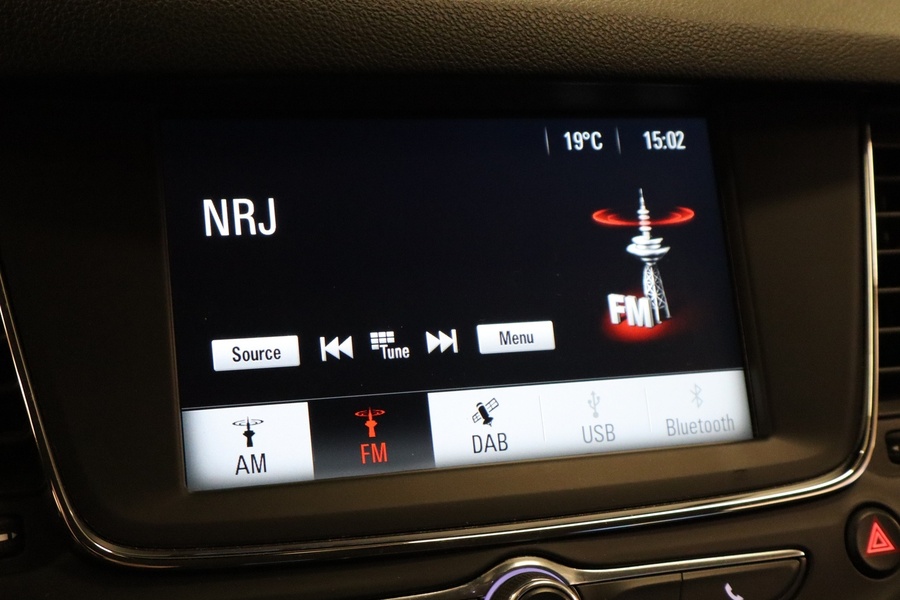 19°C 15:02
NRJ
FM
Source Tune Menu
AM FM DAB USB Bluetooth